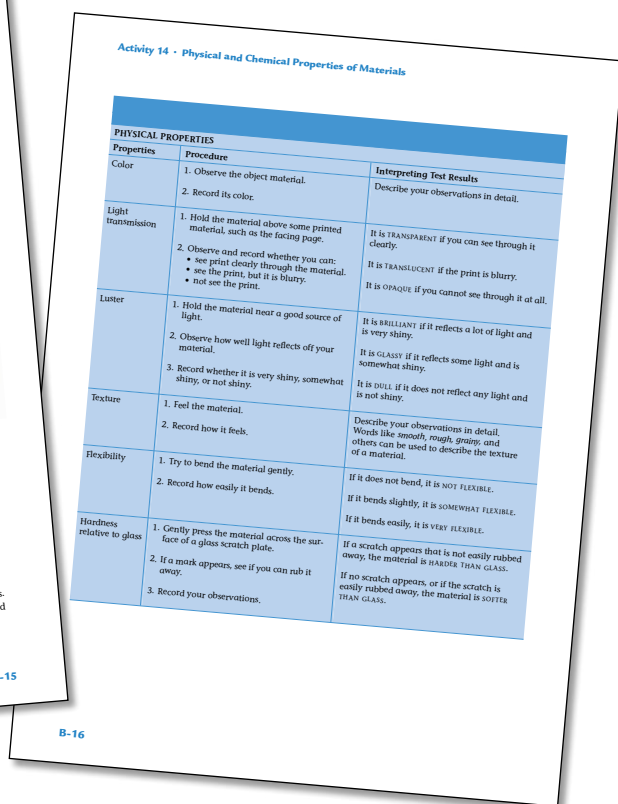 Activity 14 · Physical and Chemical Properties of Materials
PHYSICAL PROPERTIES
Properties
Procedure
Interpreting Test Results
Color
1. Observe the object material.
2. Record its color.
Describe your observations in detail.
Light
transmission
1. Hold the material above some printed
material, such as the facing page.
2. Observe and record whether you can:
• see print clearly through the material.
• see the print, but it is blurry.
• not see the print.
It is TRANSPARENT if you can see through it
clearly.
It is TRANSLUCENT if the print is blurry.
It is OPAQUE if you cannot see through it at all.
Luster
1. Hold the material near a good source of
light.
2. Observe how well light reflects off your
material.
3. Record whether it is very shiny, somewhat
shiny, or not shiny.
It is BRILLIANT if it reflects a lot of light and
is very shiny.
It is GLASSY if it reflects some light and is
somewhat shiny.
It is DULL if it does not reflect any light and
is not shiny.
Texture
1. Feel the material.
2. Record how it feels.
Describe your observations in detail.
Words like smooth, rough, grainy, and
others can be used to describe the texture
of a material.
Flexibility
1. Try to bend the material gently.
2. Record how easily it bends.
If it does not bend, it is NOT FLEXIBLE.
If it bends slightly, it is SOMEWHAT FLEXIBLE.
If it bends easily, it is VERY FLEXIBLE.
Hardness
relative to glass
1. Gently press the material across the sur-
face of a glass scratch plate.
2. If a mark appears, see if you can rub it
away.
3. Record your observations.
If a scratch appears that is not easily rubbed
away, the material is HARDER THAN GLASS.
If no scratch appears, or if the scratch is
easily rubbed away, the material is SOFTER
THAN GLASS.
s.
d
-15
B-16